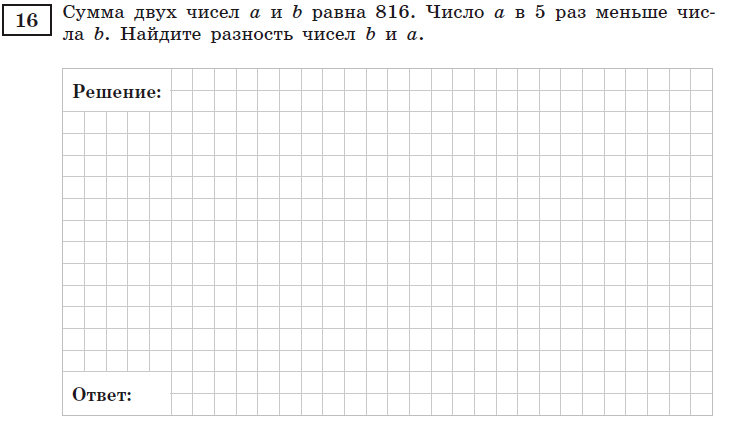 16
Сумма двух чисел a и b равна 816. Число a в 5 раз меньше чис-
ла b. Найдите разность чисел b и a.
Решение:
Ответ: